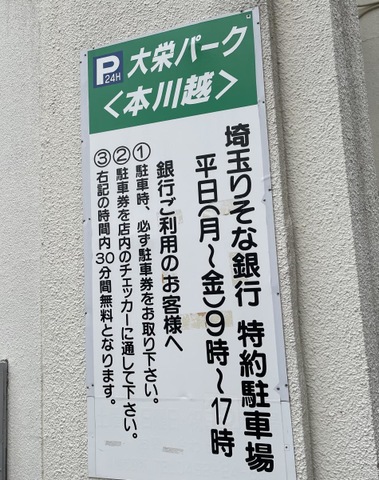 P 24H 大栄パーク
〈本川越〉
埼玉りそな銀行 特約駐車場
平日(月〜金)9時〜17時
銀行ご利用のお客様へ
①駐車時、必ず駐車券をお取り下さい。
②駐車券を店内のチェッカーに通して下さい。
③右記の時間内30分間無料となります。